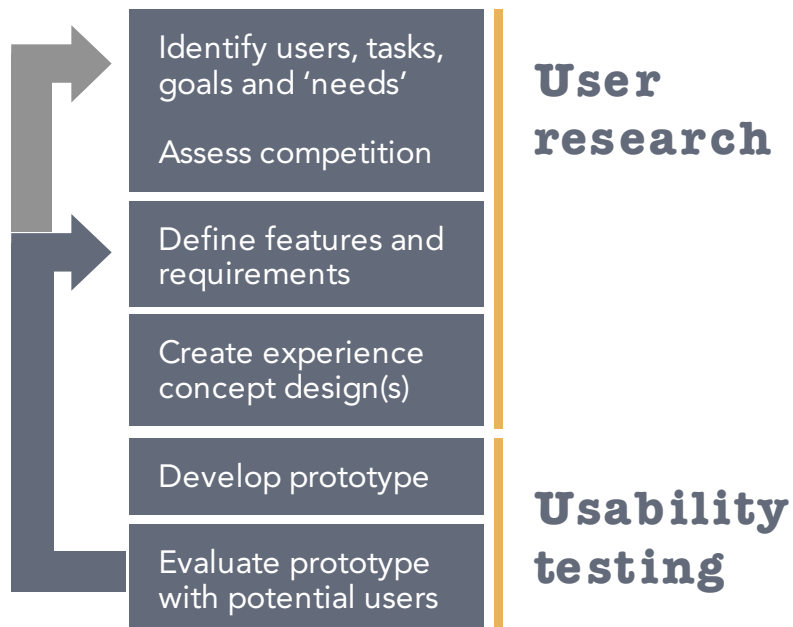 Identify users, tasks,
goals and ‘needs’
Assess competition
User
research
Define features and
requirements
Create experience
concept design(s)
Develop prototype
Usability
testing
Evaluate prototype
with potential users